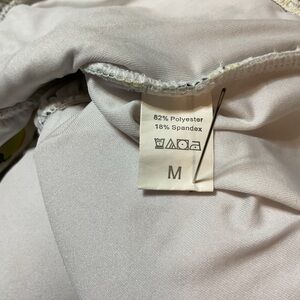 82% Polyester
18% Spandex
M